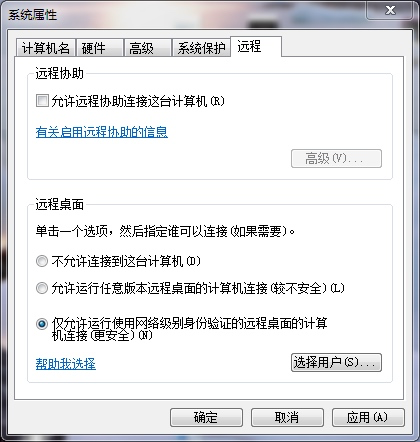 系统属性
计算机名
硬件
高级
系统保护
远程
远程协助
允许远程协助连接这台计算机(R)
有关启用远程协助的信息
高级(V)...
远程桌面
单击一个选项，然后指定谁可以连接(如果需要)。
不允许连接到这台计算机(D)
允许运行任意版本远程桌面的计算机连接(较不安全)(L)
仅允许运行使用网络级别身份验证的远程桌面的计算
机连接(更安全)(N)
帮助我选择
选择用户(S)...
确定
取消
应用(A)